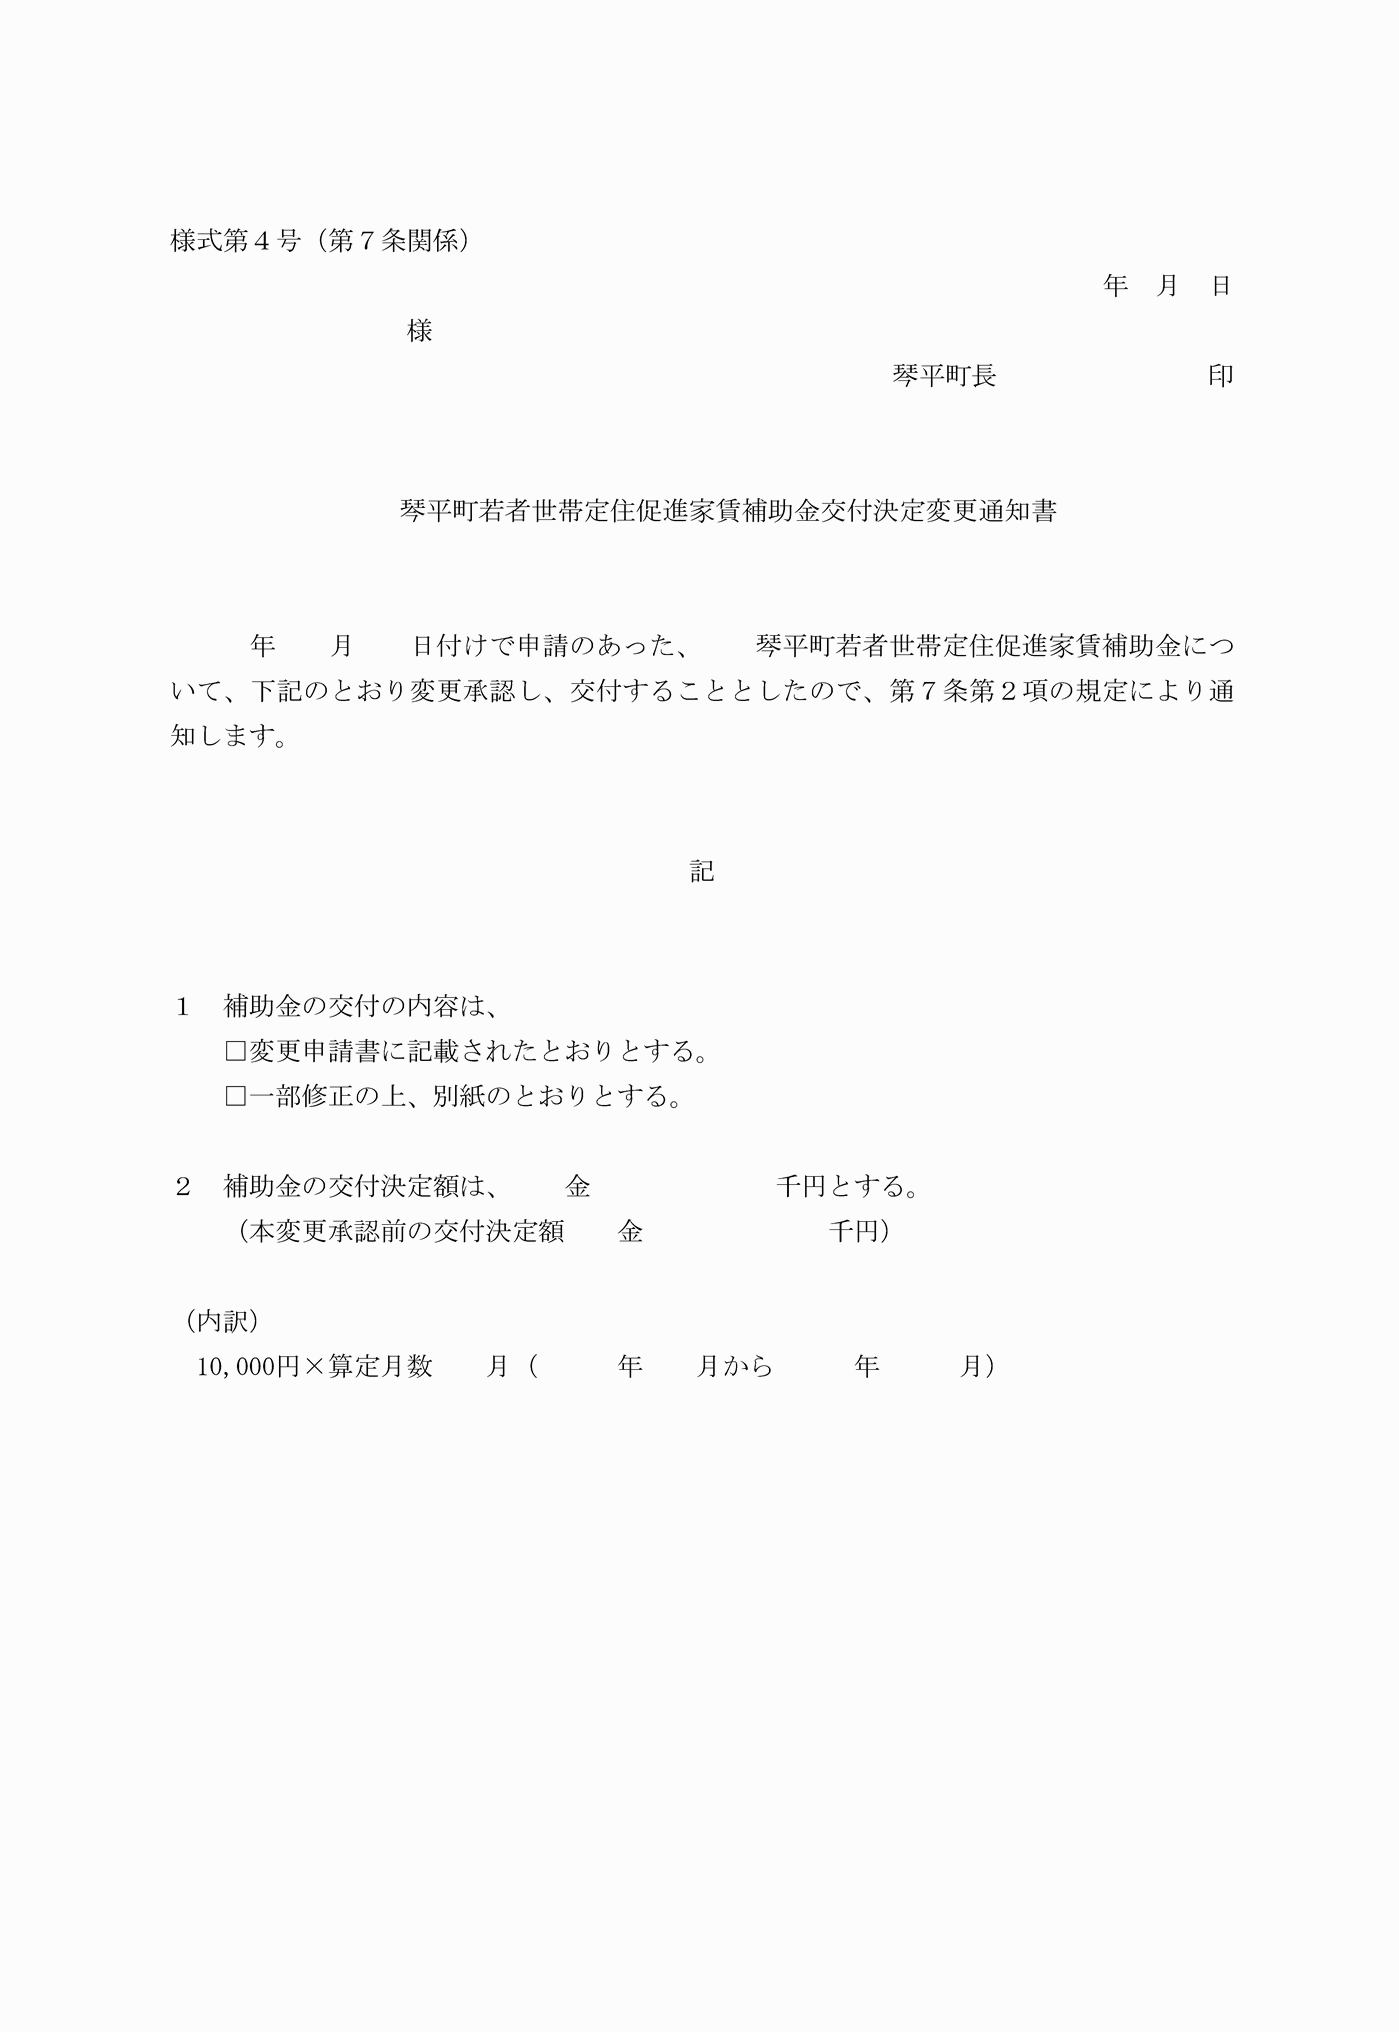 様式第４号（第７条関係）
年　月　日
様
琴平町長　　　　　　　　印
琴平町若者世帯定住促進家賃補助金交付決定変更通知書
年　　月　　日付けで申請のあった、　　琴平町若者世帯定住促進家賃補助金につ
いて、下記のとおり変更承認し、交付することとしたので、第７条第２項の規定により通
知します。
記
１　補助金の交付の内容は、
□変更申請書に記載されたとおりとする。
□一部修正の上、別紙のとおりとする。
２　補助金の交付決定額は、　　金　　　　　　　千円とする。
（本変更承認前の交付決定額　　金　　　　　　　千円）
（内訳）
10,000円×算定月数　　月（　　　年　　月から　　　年　　　月）